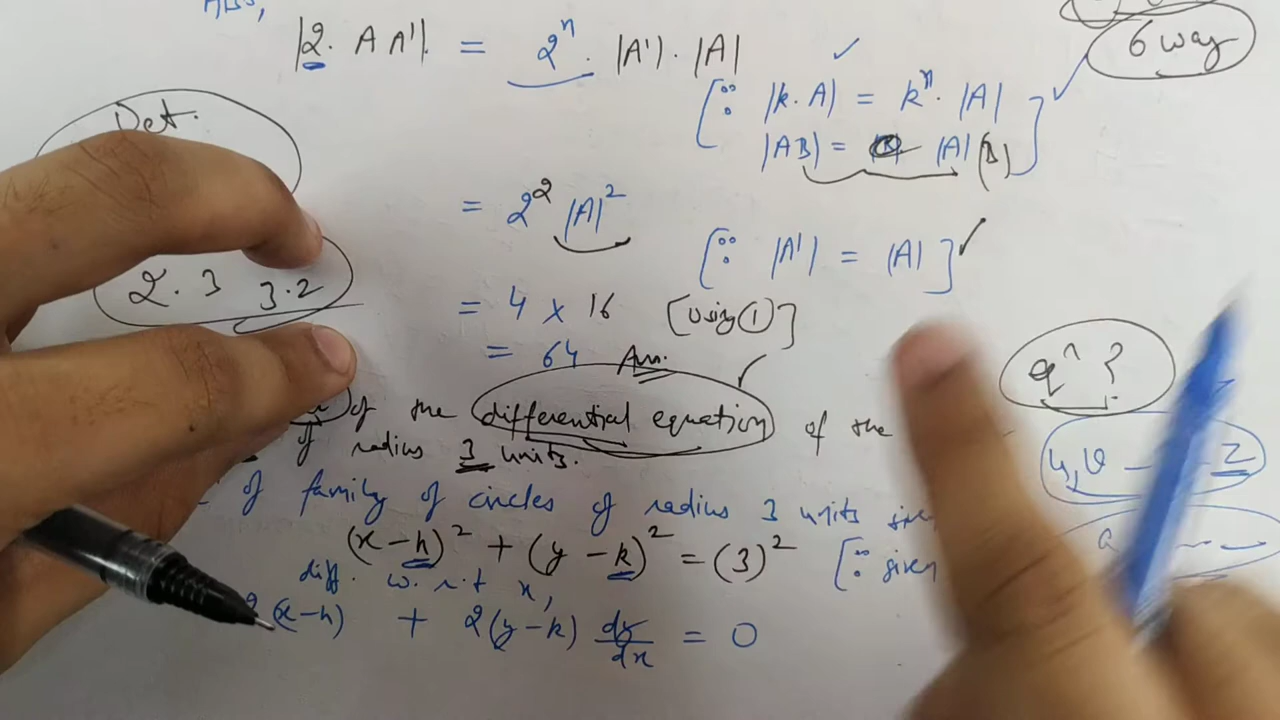 |2. A A'|. = 2ⁿ. |A'|. |A|
6 way
[∵ |k.A| = kⁿ. |A|
|AB| = |A| |B| ]
Det.
= 2² |A|²
[∵ |A'| = |A| ]
2.3 3.2
= 4 x 16 [using ①]
= 64 Ans.
of the differential equation of the
of radius 3 units.
of family of circles of radius 3 units
(x-h)² + (y-k)² = (3)² [∵ given
diff. w.r.t x,
2(x-h) + 2(y-k) dy/dx = 0